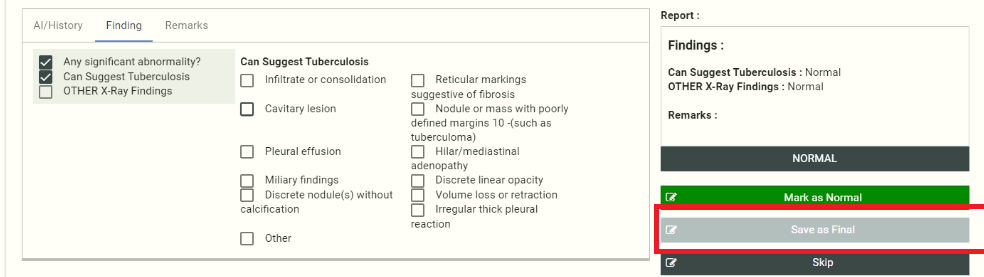 AI/History Finding Remarks
Any significant abnormality?
Can Suggest Tuberculosis
OTHER X-Ray Findings
Can Suggest Tuberculosis
Infiltrate or consolidation
Reticular markings
suggestive of fibrosis
Cavitary lesion
Nodule or mass with poorly
defined margins 10 -(such as
tuberculoma)
Pleural effusion
Hilar/mediastinal
adenopathy
Miliary findings
Discrete linear opacity
Discrete nodule(s) without
calcification
Volume loss or retraction
Irregular thick pleural
reaction
Other
Report :
Findings :
Can Suggest Tuberculosis : Normal
OTHER X-Ray Findings : Normal
Remarks :
NORMAL
Mark as Normal
Save as Final
Skip